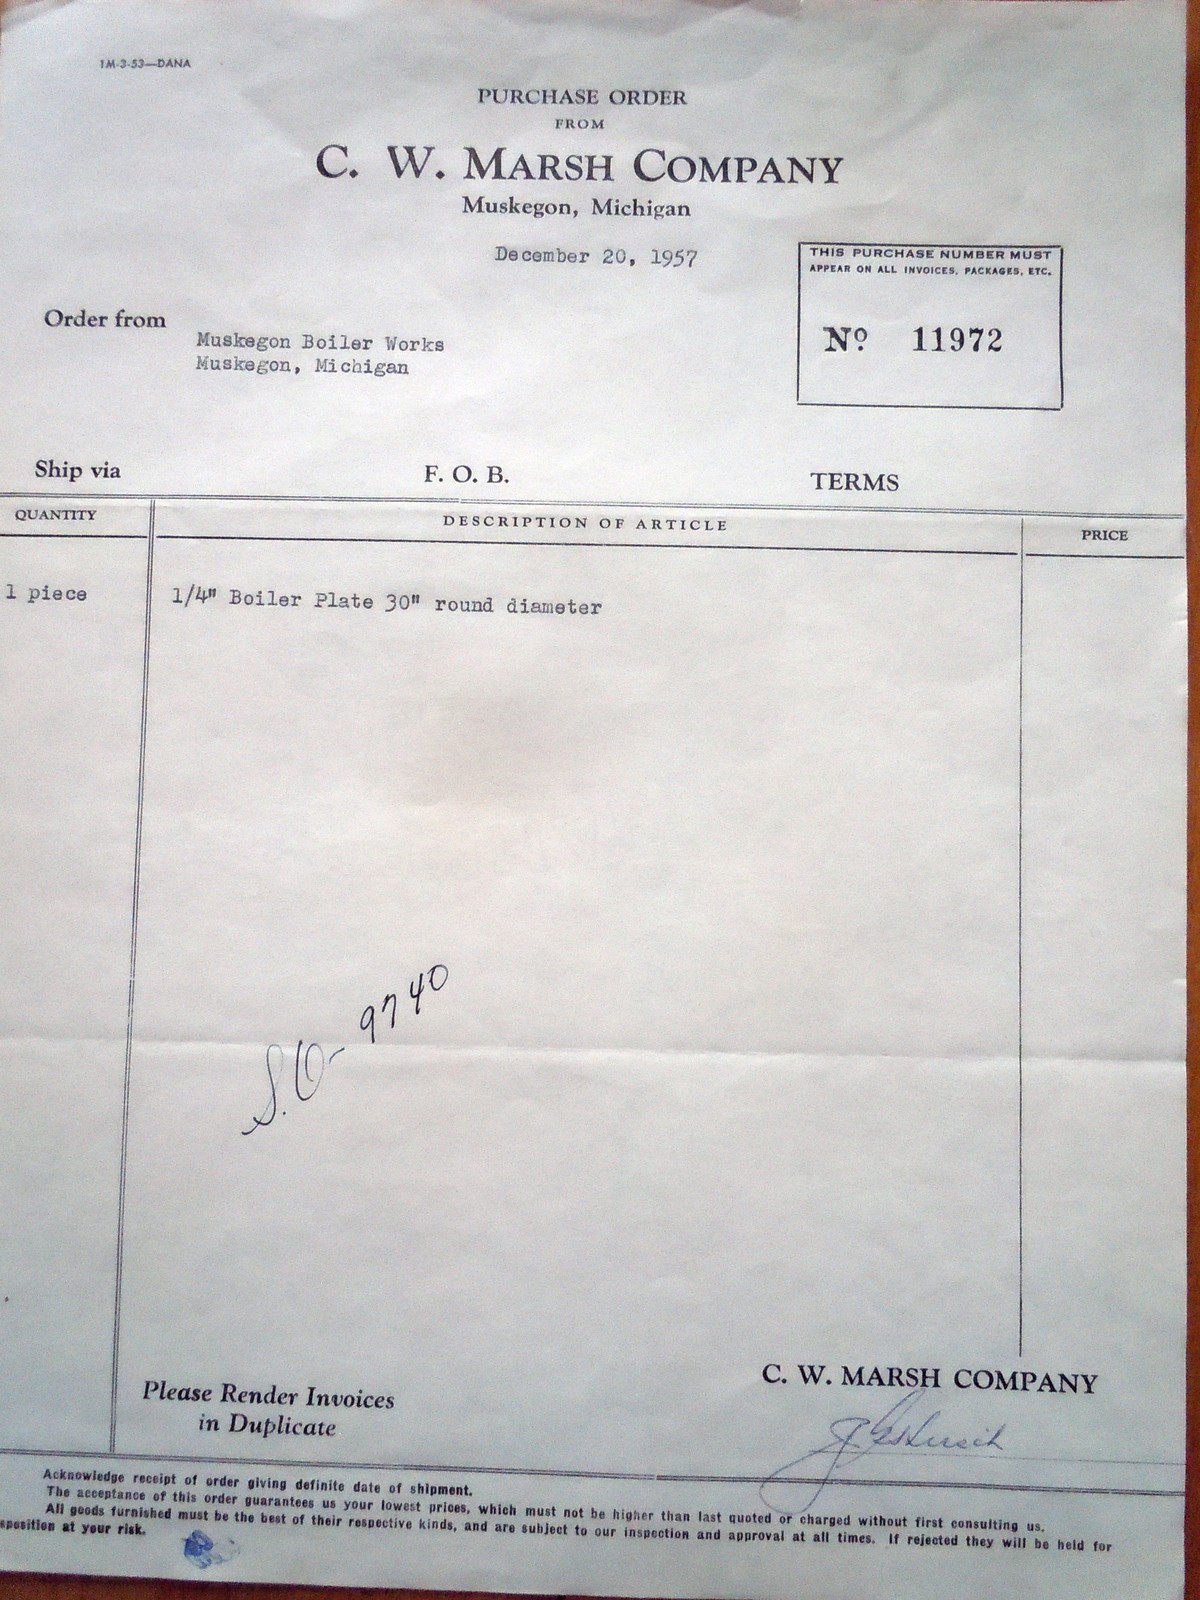 1M-3-53—DANA
PURCHASE ORDER
FROM
C. W. MARSH COMPANY
Muskegon, Michigan
December 20, 1957
THIS PURCHASE NUMBER MUST
APPEAR ON ALL INVOICES, PACKAGES, ETC.
Nº 11972
Order from
Muskegon Boiler Works
Muskegon, Michigan
Ship via F. O. B. TERMS
QUANTITY DESCRIPTION OF ARTICLE PRICE
1 piece 1/4" Boiler Plate 30" round diameter
S.O- 9740
Please Render Invoices
in Duplicate
C. W. MARSH COMPANY
Acknowledge receipt of order giving definite date of shipment.
The acceptance of this order guarantees us your lowest prices, which must not be higher than last quoted or charged without first consulting us.
All goods furnished must be the best of their respective kinds, and are subject to our inspection and approval at all times. If rejected they will be held for
sposition at your risk.